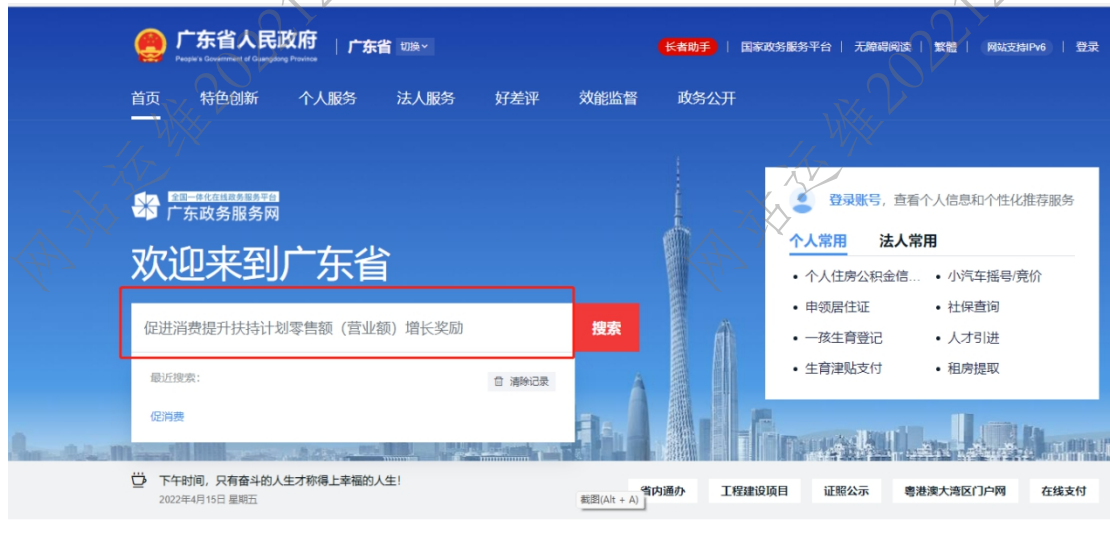 广东省人民政府
People's Government of Guangdong Province
广东省 切换
长者助手 | 国家政务服务平台 | 无障碍阅读 | 繁體 | 网站支持IPv6 | 登录
首页 特色创新 个人服务 法人服务 好差评 效能监督 政务公开
全国一体化在线政务服务平台
广东政务服务网
欢迎来到广东省
促进消费提升扶持计划零售额（营业额）增长奖励
搜索
最近搜索：
清除记录
促消费
登录账号，查看个人信息和个性化推荐服务
个人常用 法人常用
• 个人住房公积金信... • 小汽车摇号/竞价
• 申领居住证 • 社保查询
• 一孩生育登记 • 人才引进
• 生育津贴支付 • 租房提取
下午时间，只有奋斗的人生才称得上幸福的人生！
2022年4月15日 星期五
截图(Alt + A)
省内通办 工程建设项目 证照公示 粤港澳大湾区门户网 在线支付